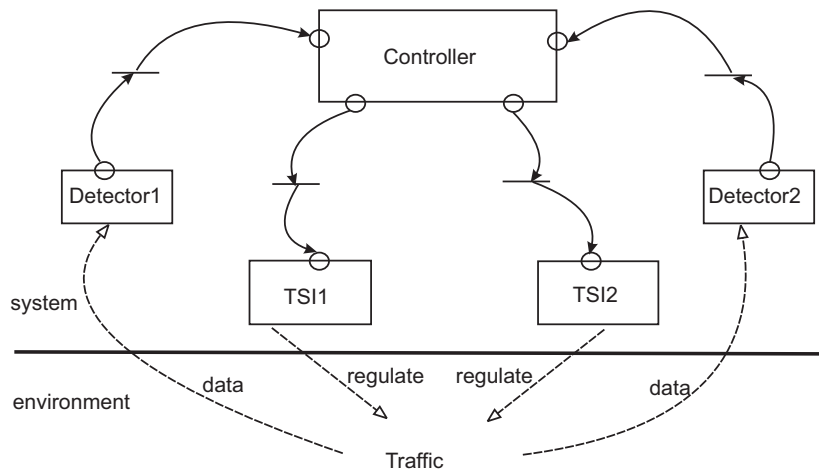 Controller
Detector1
Detector2
TSI1
TSI2
system
regulate
regulate
data
data
environment
Traffic